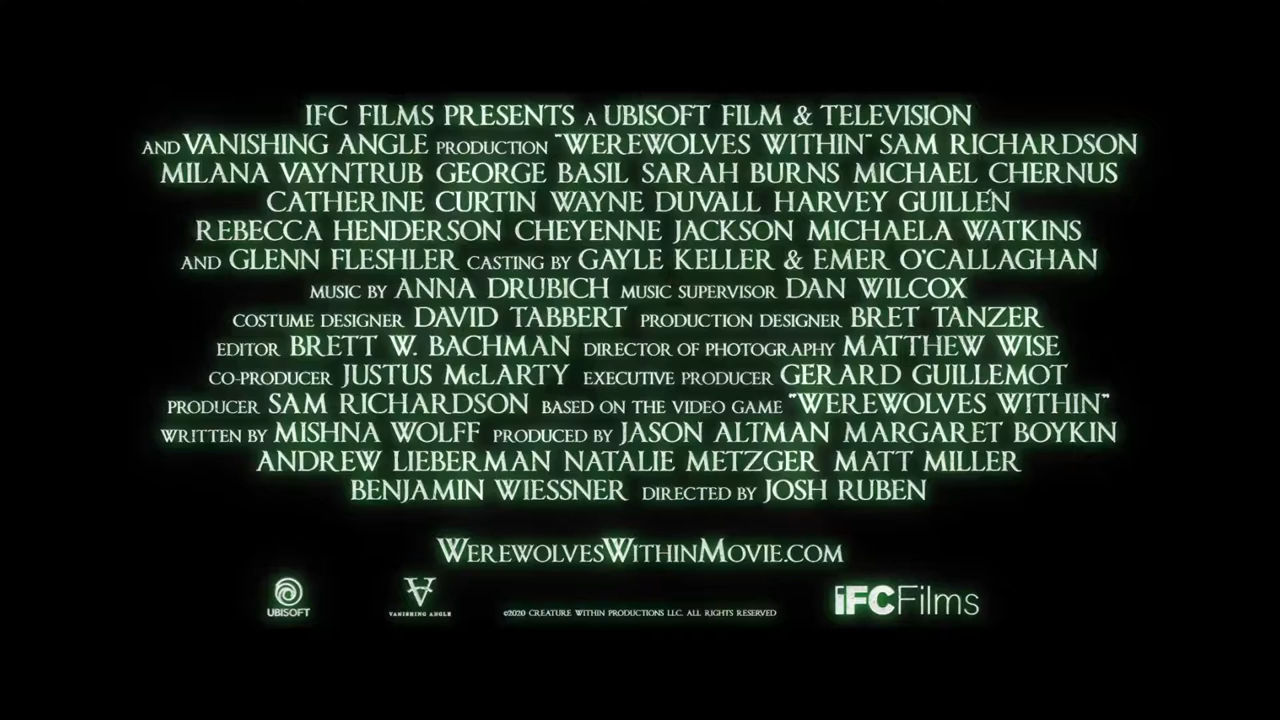 IFC FILMS PRESENTS A UBISOFT FILM & TELEVISION
AND VANISHING ANGLE PRODUCTION "WEREWOLVES WITHIN" SAM RICHARDSON
MILANA VAYNTRUB GEORGE BASIL SARAH BURNS MICHAEL CHERNUS
CATHERINE CURTIN WAYNE DUVALL HARVEY GUILLÉN
REBECCA HENDERSON CHEYENNE JACKSON MICHAELA WATKINS
AND GLENN FLESHLER CASTING BY GAYLE KELLER & EMER O'CALLAGHAN
MUSIC BY ANNA DRUBICH MUSIC SUPERVISOR DAN WILCOX
COSTUME DESIGNER DAVID TABBERT PRODUCTION DESIGNER BRET TANZER
EDITOR BRETT W. BACHMAN DIRECTOR OF PHOTOGRAPHY MATTHEW WISE
CO-PRODUCER JUSTUS McLARTY EXECUTIVE PRODUCER GERARD GUILLEMOT
PRODUCER SAM RICHARDSON BASED ON THE VIDEO GAME "WEREWOLVES WITHIN"
WRITTEN BY MISHNA WOLFF PRODUCED BY JASON ALTMAN MARGARET BOYKIN
ANDREW LIEBERMAN NATALIE METZGER MATT MILLER
BENJAMIN WIESSNER DIRECTED BY JOSH RUBEN
WEREWOLVESWITHINMOVIE.COM
UBISOFT
VANISHING ANGLE
©2020 CREATURE WITHIN PRODUCTIONS LLC. ALL RIGHTS RESERVED
IFC Films